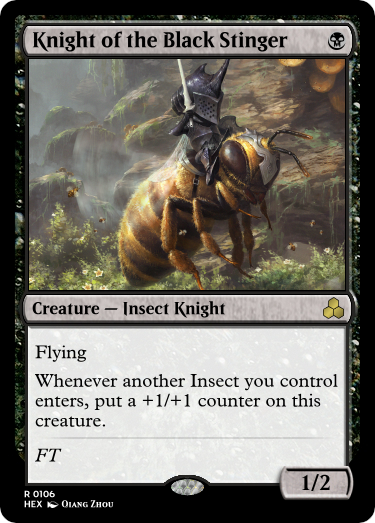 Knight of the Black Stinger
Creature — Insect Knight
Flying
Whenever another Insect you control
enters, put a +1/+1 counter on this
creature.
FT
1/2
R 0106
HEX Qiang Zhou